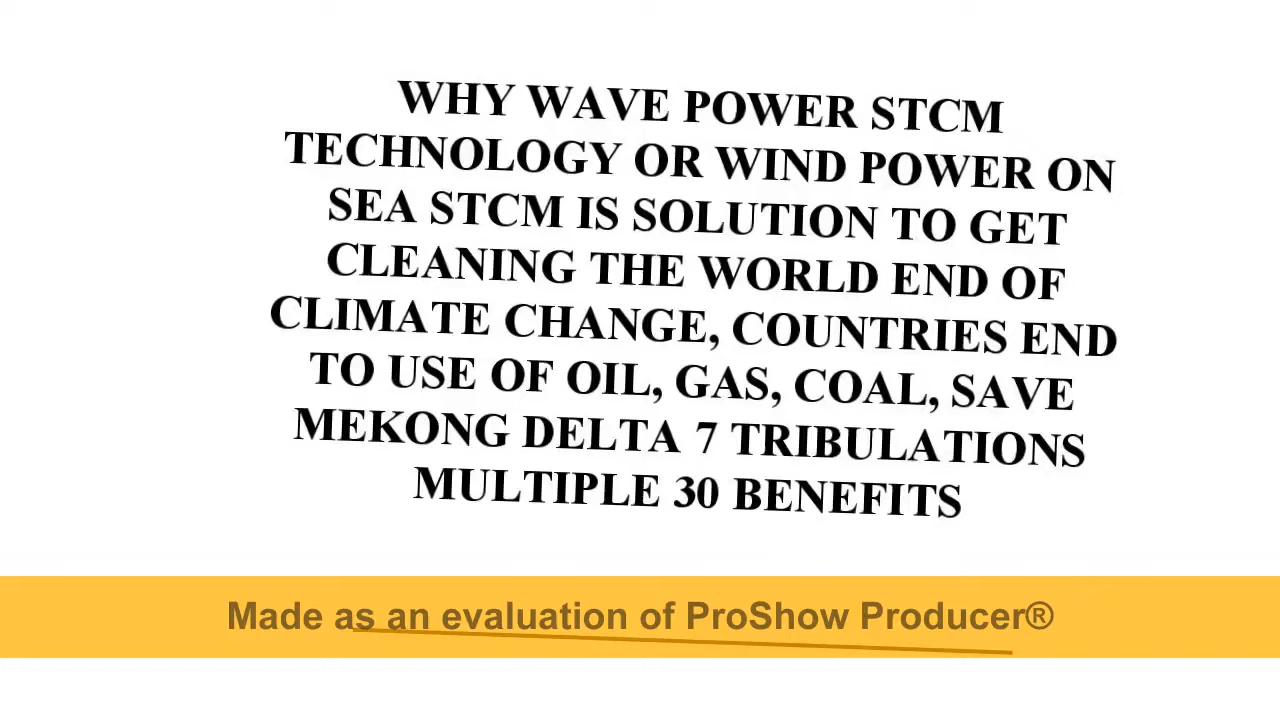 WHY WAVE POWER STCM
TECHNOLOGY OR WIND POWER ON
SEA STCM IS SOLUTION TO GET
CLEANING THE WORLD END OF
CLIMATE CHANGE, COUNTRIES END
TO USE OF OIL, GAS, COAL, SAVE
MEKONG DELTA 7 TRIBULATIONS
MULTIPLE 30 BENEFITS
Made as an evaluation of ProShow Producer®